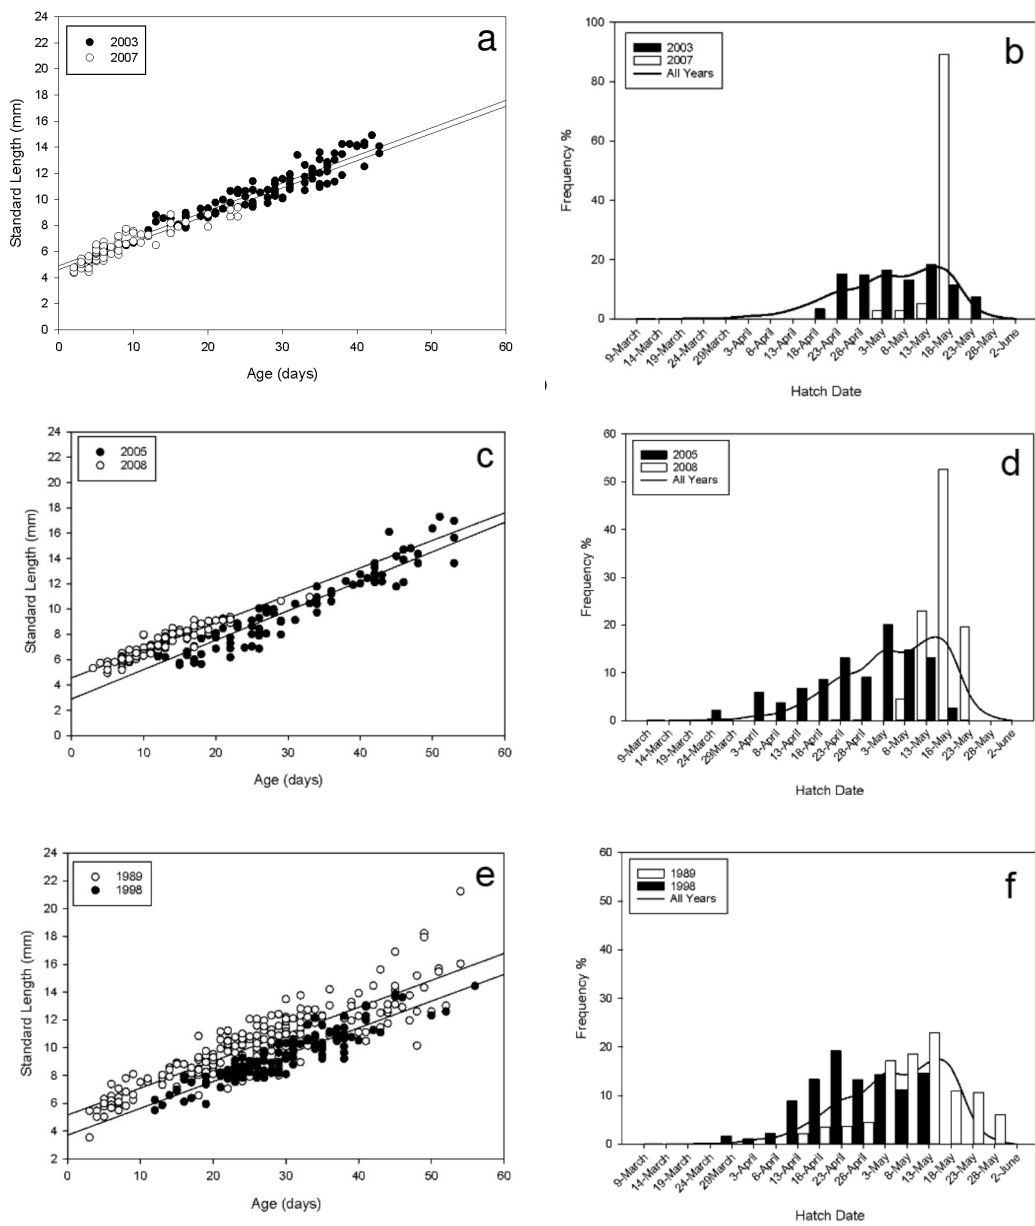 a
2003
2007
Standard Length (mm)
24
22
20
18
16
14
12
10
8
6
4
2
0
0 10 20 30 40 50 60
Age (days)
b
2003
2007
All Years
Frequency %
100
80
60
40
20
0
9-March 14-March 19-March 24-March 29March 3-April 8-April 13-April 18-April 23-April 28-April 3-May 8-May 13-May 18-May 23-May 28-May 2-June
Hatch Date
c
2005
2008
Standard Length (mm)
24
22
20
18
16
14
12
10
8
6
4
2
0
0 10 20 30 40 50 60
Age (days)
d
2005
2008
All Years
Frequency %
60
50
40
30
20
10
0
9-March 14-March 19-March 24-March 29March 3-April 8-April 13-April 18-April 23-April 28-April 3-May 8-May 13-May 18-May 23-May 28-May 2-June
Hatch Date
e
1989
1998
Standard Length (mm)
24
22
20
18
16
14
12
10
8
6
4
2
0 10 20 30 40 50 60
Age (days)
f
1989
1998
All Years
Frequency %
60
50
40
30
20
10
0
9-March 14-March 19-March 24-March 29March 3-April 8-April 13-April 18-April 23-April 28-April 3-May 8-May 13-May 18-May 23-May 28-May 2-June
Hatch Date